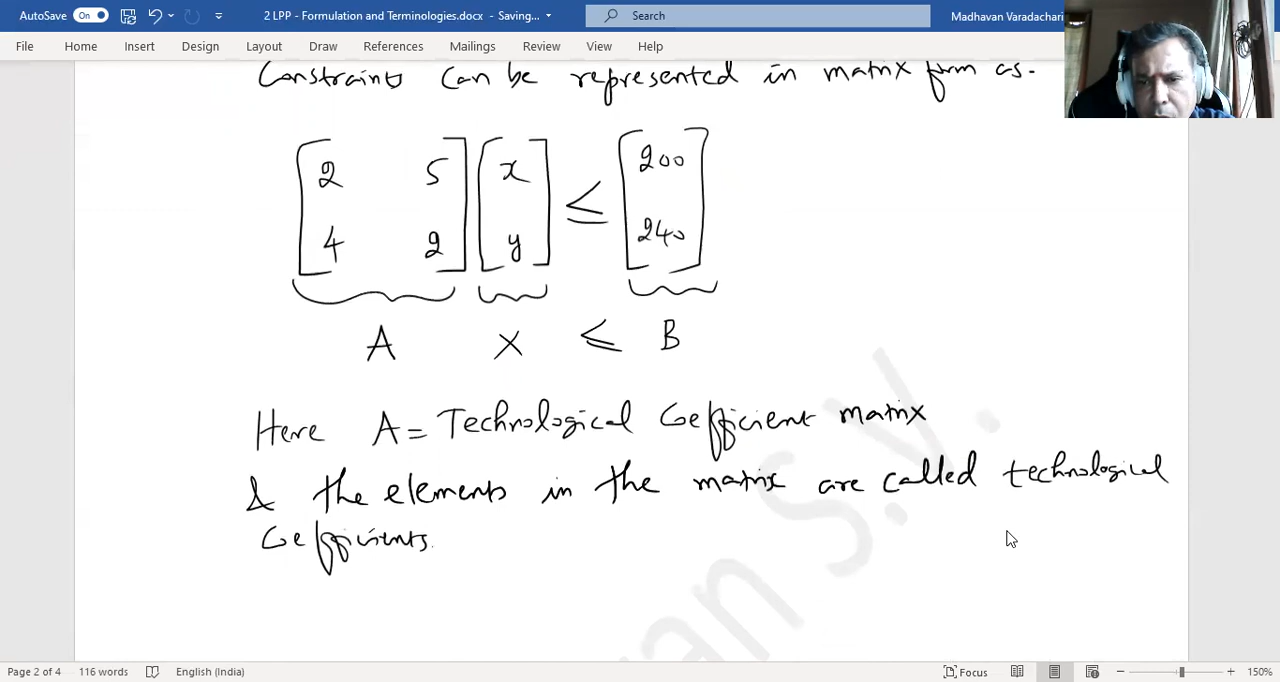 AutoSave On 2 LPP - Formulation and Terminologies.docx - Saving... Search Madhavan Varadachari
File Home Insert Design Layout Draw References Mailings Review View Help
Constraints can be represented in matrix form as.
2 5 x ≤ 200
4 2 y 240
A X ≤ B
Here A = Technological Coefficient matrix
& the elements in the matrix are called technological
Coefficients.
an S.V.
Page 2 of 4 116 words English (India) Focus 150%